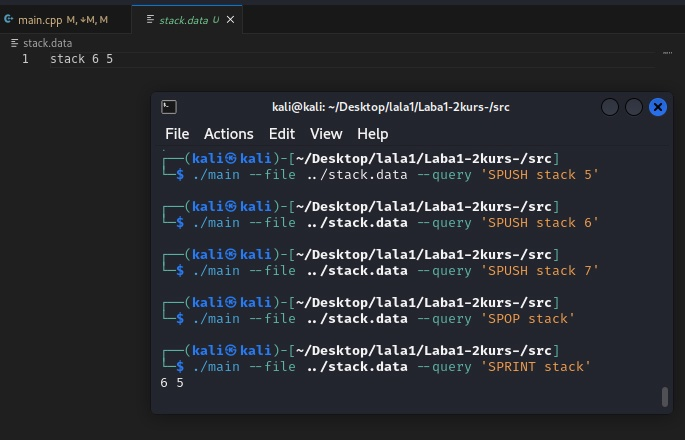 main.cpp M, ↓M, M
stack.data U
stack.data
1 stack 6 5
kali@kali: ~/Desktop/lala1/Laba1-2kurs-/src
File Actions Edit View Help
┌──(kali㉿kali)-[~/Desktop/lala1/Laba1-2kurs-/src]
└─$ ./main --file ../stack.data --query 'SPUSH stack 5'
┌──(kali㉿kali)-[~/Desktop/lala1/Laba1-2kurs-/src]
└─$ ./main --file ../stack.data --query 'SPUSH stack 6'
┌──(kali㉿kali)-[~/Desktop/lala1/Laba1-2kurs-/src]
└─$ ./main --file ../stack.data --query 'SPUSH stack 7'
┌──(kali㉿kali)-[~/Desktop/lala1/Laba1-2kurs-/src]
└─$ ./main --file ../stack.data --query 'SPOP stack'
┌──(kali㉿kali)-[~/Desktop/lala1/Laba1-2kurs-/src]
└─$ ./main --file ../stack.data --query 'SPRINT stack'
6 5